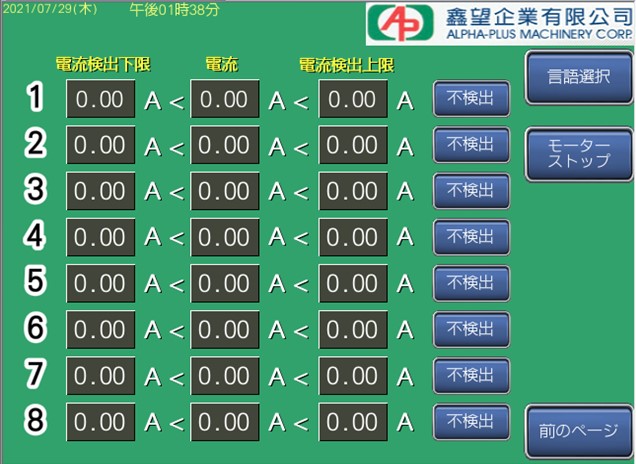 2021/07/29(木) 午後01時38分
AP 鑫望企業有限公司
ALPHA-PLUS MACHINERY CORP.
電流検出下限 電流 電流検出上限
言語選択
1 0.00 A < 0.00 A < 0.00 A 不検出
2 0.00 A < 0.00 A < 0.00 A 不検出
モーター
ストップ
3 0.00 A < 0.00 A < 0.00 A 不検出
4 0.00 A < 0.00 A < 0.00 A 不検出
5 0.00 A < 0.00 A < 0.00 A 不検出
6 0.00 A < 0.00 A < 0.00 A 不検出
7 0.00 A < 0.00 A < 0.00 A 不検出
8 0.00 A < 0.00 A < 0.00 A 不検出
前のページ